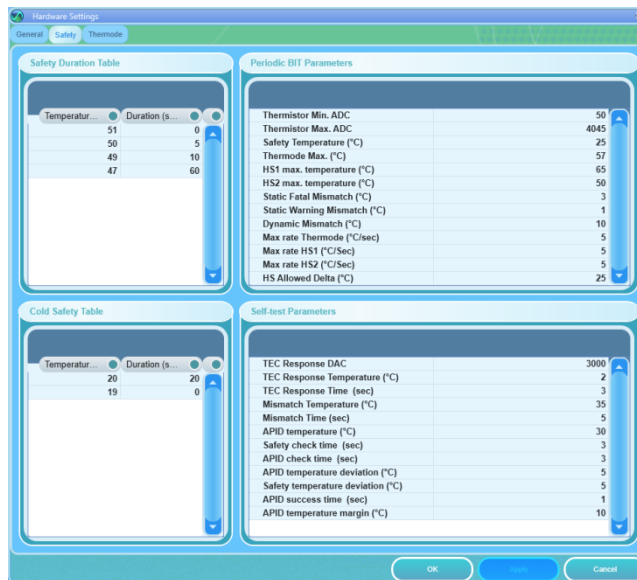 Hardware Settings
General Safety Thermode
Safety Duration Table
Temperatur... Duration (s...
51 0
50 5
49 10
47 60
Periodic BIT Parameters
Thermistor Min. ADC 50
Thermistor Max. ADC 4045
Safety Temperature (°C) 25
Thermode Max. (°C) 57
HS1 max. temperature (°C) 65
HS2 max. temperature (°C) 50
Static Fatal Mismatch (°C) 3
Static Warning Mismatch (°C) 1
Dynamic Mismatch (°C) 10
Max rate Thermode (°C/sec) 5
Max rate HS1 (°C/Sec) 5
Max rate HS2 (°C/Sec) 5
HS Allowed Delta (°C) 25
Cold Safety Table
Temperatur... Duration (s...
20 20
19 0
Self-test Parameters
TEC Response DAC 3000
TEC Response Temperature (°C) 2
TEC Response Time (sec) 3
Mismatch Temperature (°C) 35
Mismatch Time (sec) 5
APID temperature (°C) 30
Safety check time (sec) 3
APID check time (sec) 3
APID temperature deviation (°C) 5
Safety temperature deviation (°C) 5
APID success time (sec) 1
APID temperature margin (°C) 10
OK Apply Cancel